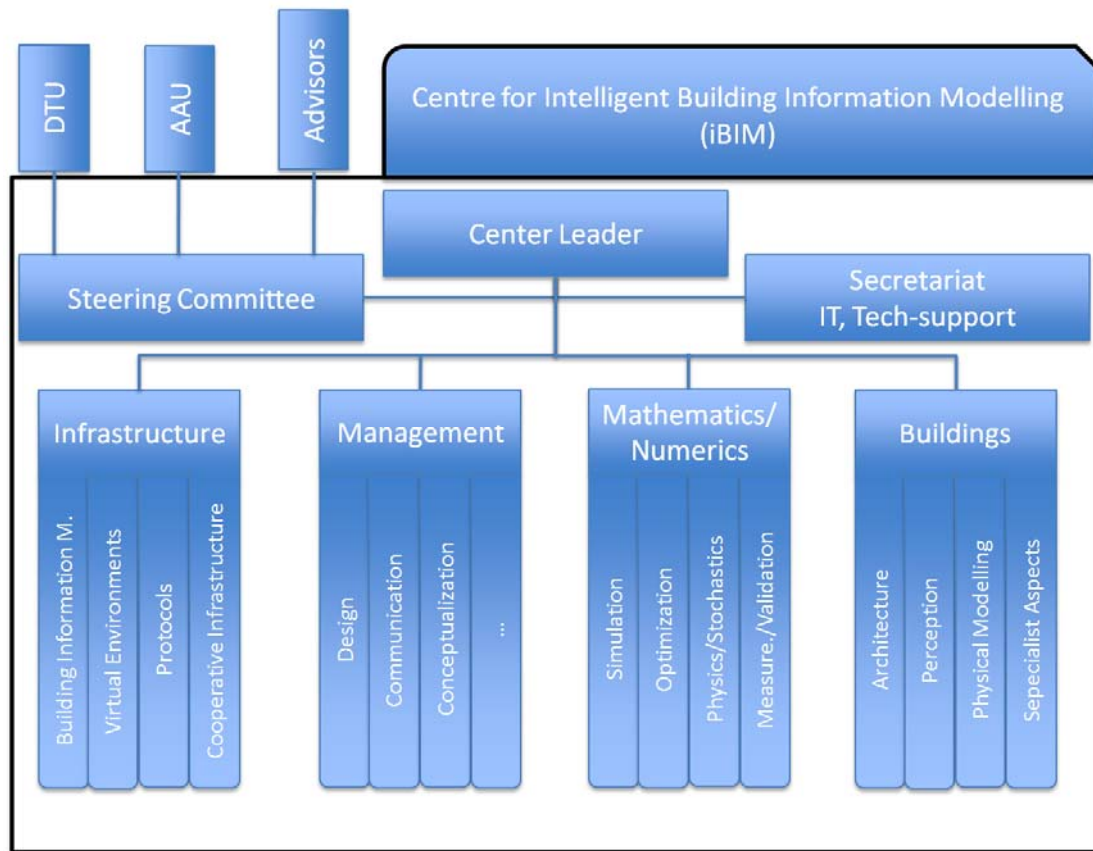 DTU
AAU
Advisors
Centre for Intelligent Building Information Modelling
(iBIM)
Center Leader
Steering Committee
Secretariat
IT, Tech-support
Infrastructure
Building Information M.
Virtual Environments
Protocols
Cooperative Infrastructure
Management
Design
Communication
Conceptualization
...
Mathematics/
Numerics
Simulation
Optimization
Physics/Stochastics
Measure./Validation
Buildings
Architecture
Perception
Physical Modelling
Sepecialist Aspects